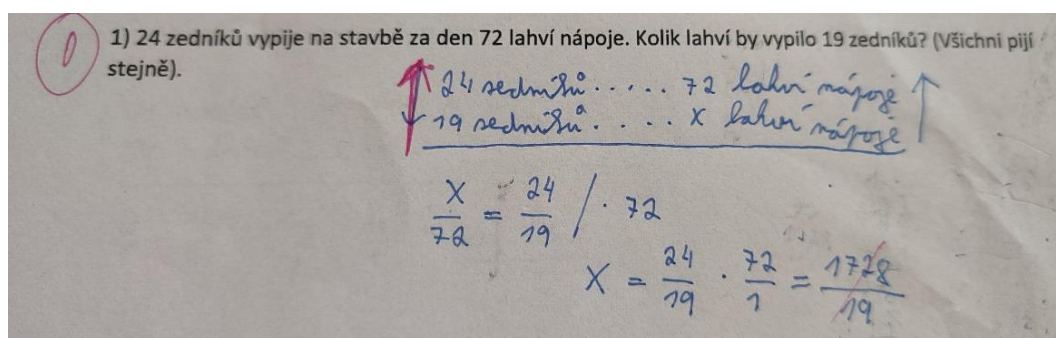 0
1) 24 zedníků vypije na stavbě za den 72 lahví nápoje. Kolik lahví by vypilo 19 zedníků? (Všichni pijí
stejně).
24 zedníků ..... 72 lahví nápoje
19 zedníků. .... x lahví nápoje
x/72 = 24/19 / · 72
x = 24/19 · 72/1 = 1728/19